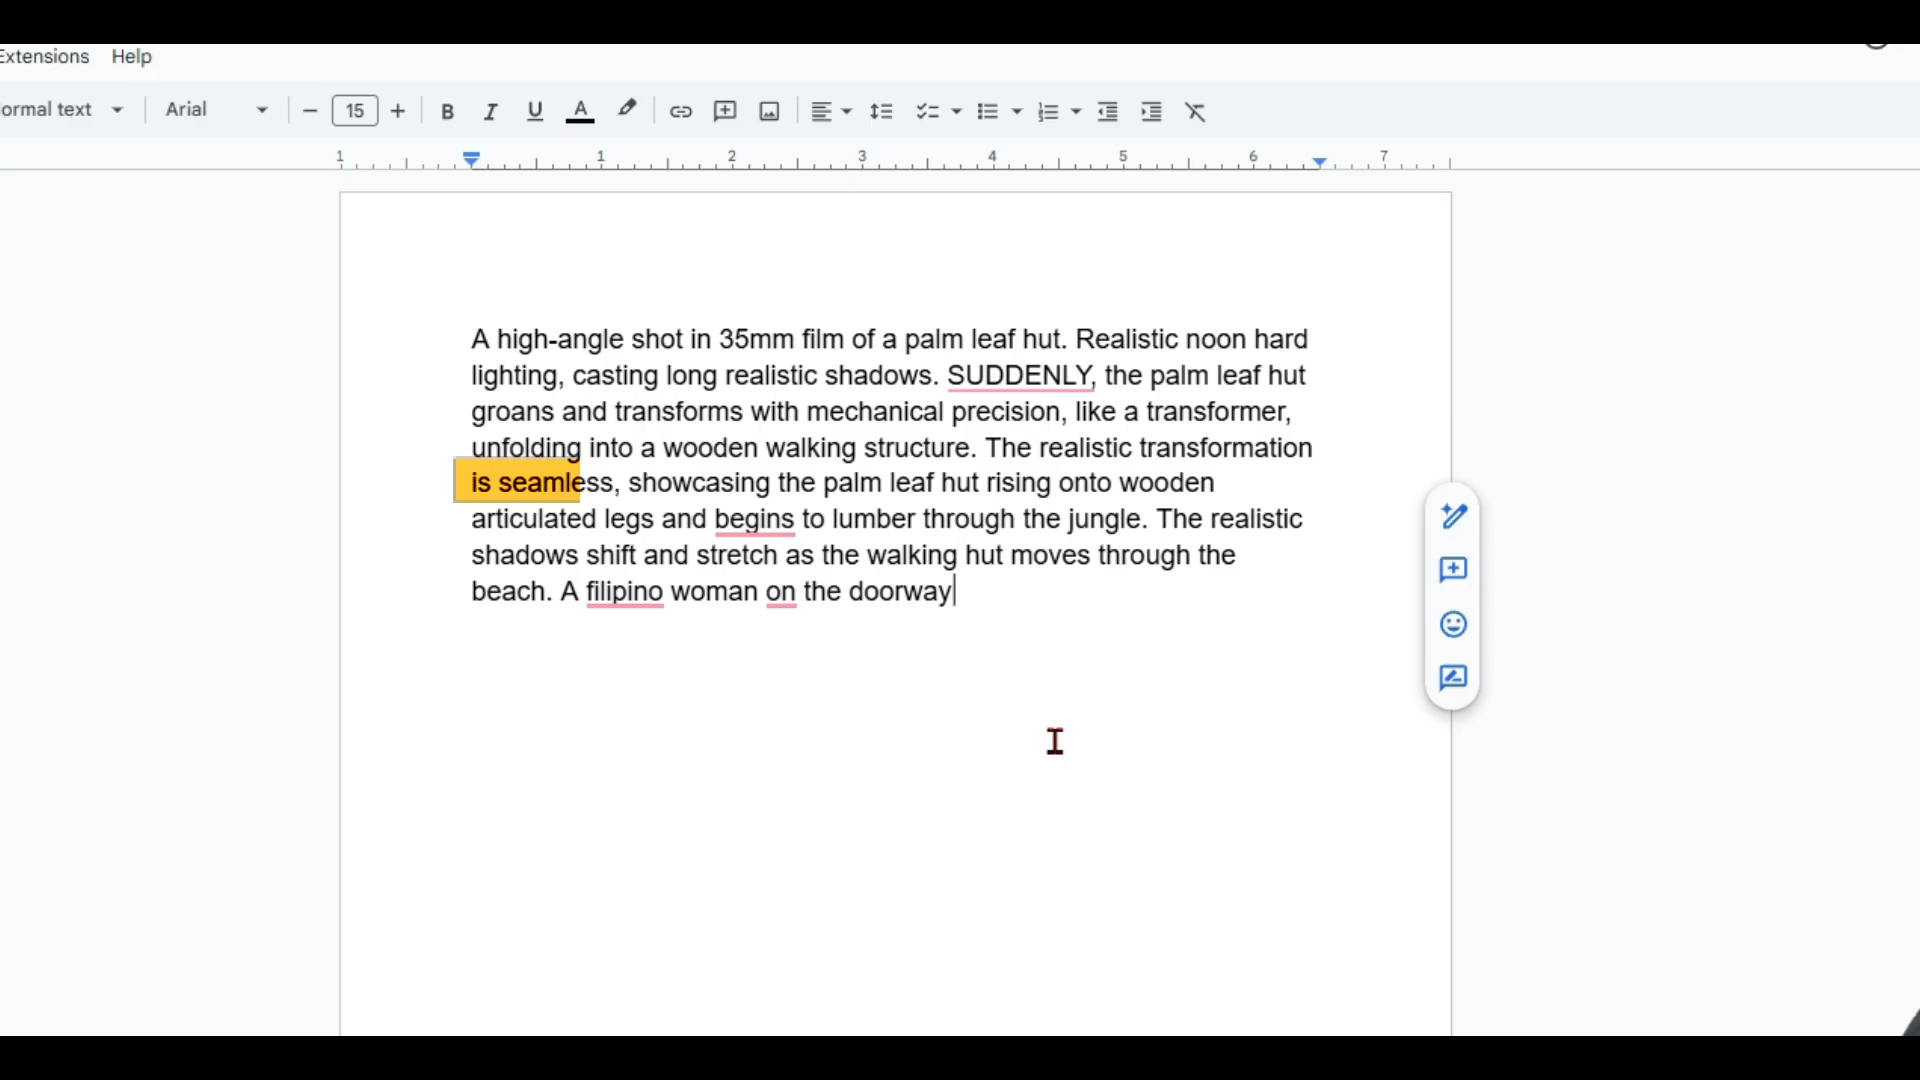 Extensions Help
ormal text Arial 15 B I U A
1 1 2 3 4 5 6 7
A high-angle shot in 35mm film of a palm leaf hut. Realistic noon hard
lighting, casting long realistic shadows. SUDDENLY, the palm leaf hut
groans and transforms with mechanical precision, like a transformer,
unfolding into a wooden walking structure. The realistic transformation
is seamless, showcasing the palm leaf hut rising onto wooden
articulated legs and begins to lumber through the jungle. The realistic
shadows shift and stretch as the walking hut moves through the
beach. A filipino woman on the doorway